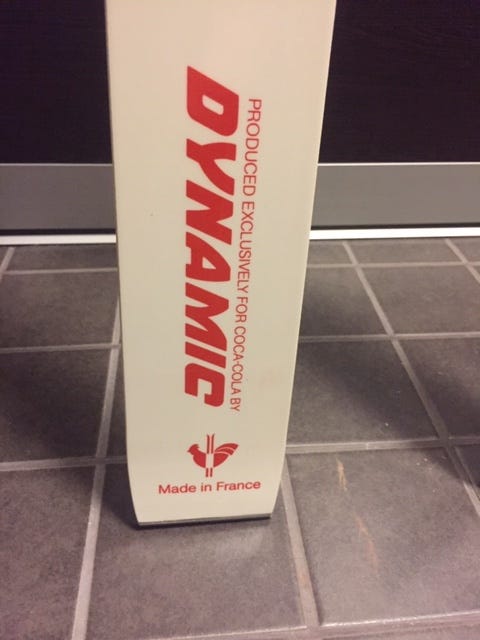 PRODUCED EXCLUSIVELY FOR COCA-COLA BY
DYNAMIC
Made in France